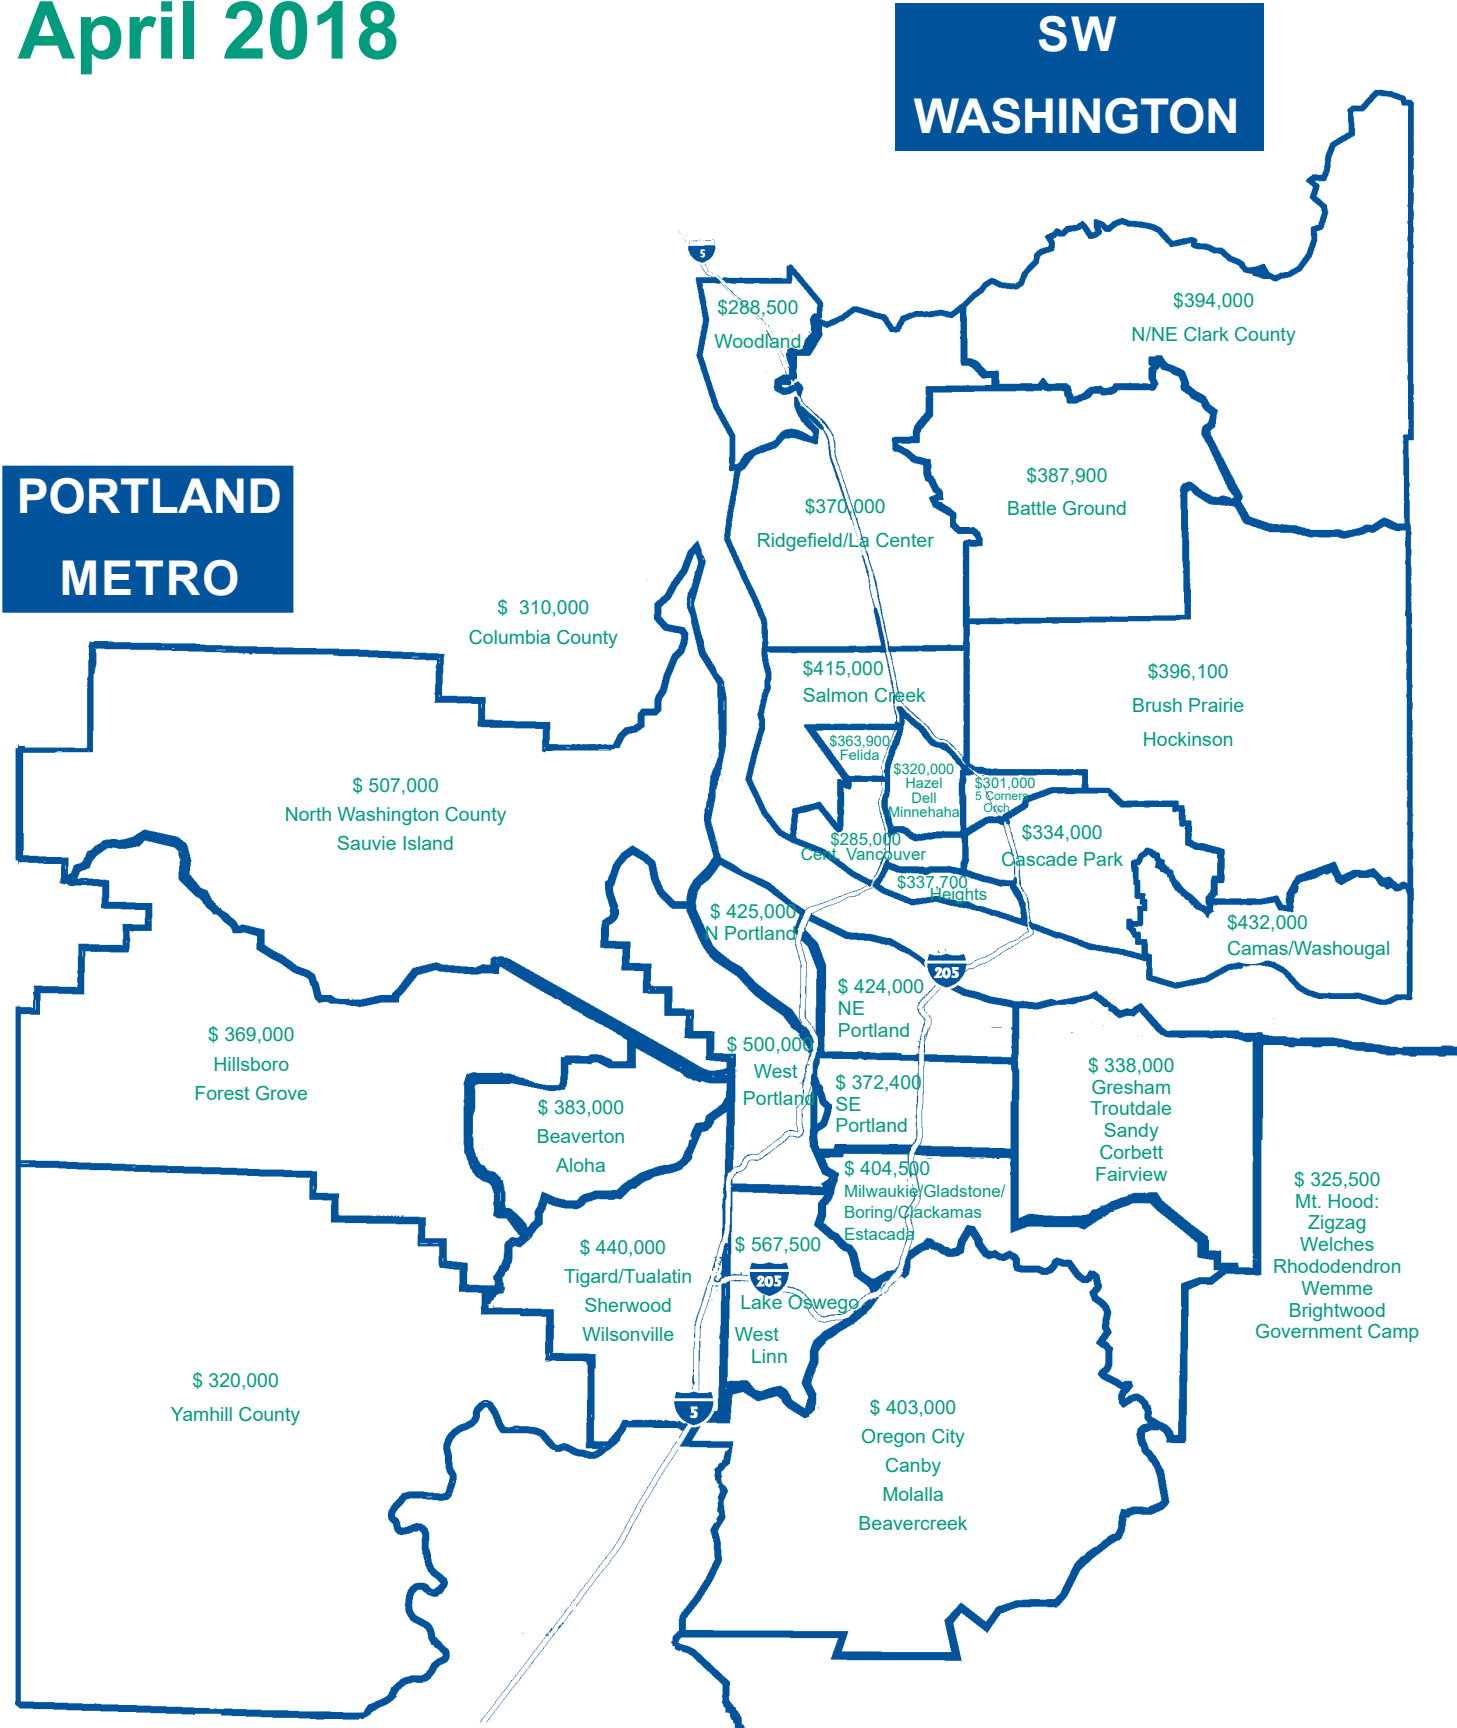 April 2018
SW
WASHINGTON
5
$288,500
Woodland
$394,000
N/NE Clark County
$387,900
Battle Ground
PORTLAND
METRO
$370,000
Ridgefield/La Center
$  310,000
Columbia County
$415,000
Salmon Creek
$396,100
Brush Prairie
Hockinson
$363,900
Felida
$320,000
Hazel
Dell
Minnehaha
$301,000
5 Corners
Orch
$ 507,000
North Washington County
Sauvie Island
$285,000
Cent. Vancouver
$334,000
Cascade Park
$337,700
Heights
$ 425,000
N Portland
$432,000
Camas/Washougal
205
$ 424,000
NE
Portland
$ 369,000
Hillsboro
Forest Grove
$ 500,000
West
Portland
$ 372,400
SE
Portland
$ 338,000
Gresham
Troutdale
Sandy
Corbett
Fairview
$ 383,000
Beaverton
Aloha
$ 404,500
Milwaukie/Gladstone/
Boring/Clackamas
Estacada
$ 325,500
Mt. Hood:
Zigzag
Welches
Rhododendron
Wemme
Brightwood
Government Camp
$ 440,000
Tigard/Tualatin
Sherwood
Wilsonville
$ 567,500
205
Lake Oswego
West
Linn
$ 320,000
Yamhill County
5
$ 403,000
Oregon City
Canby
Molalla
Beavercreek